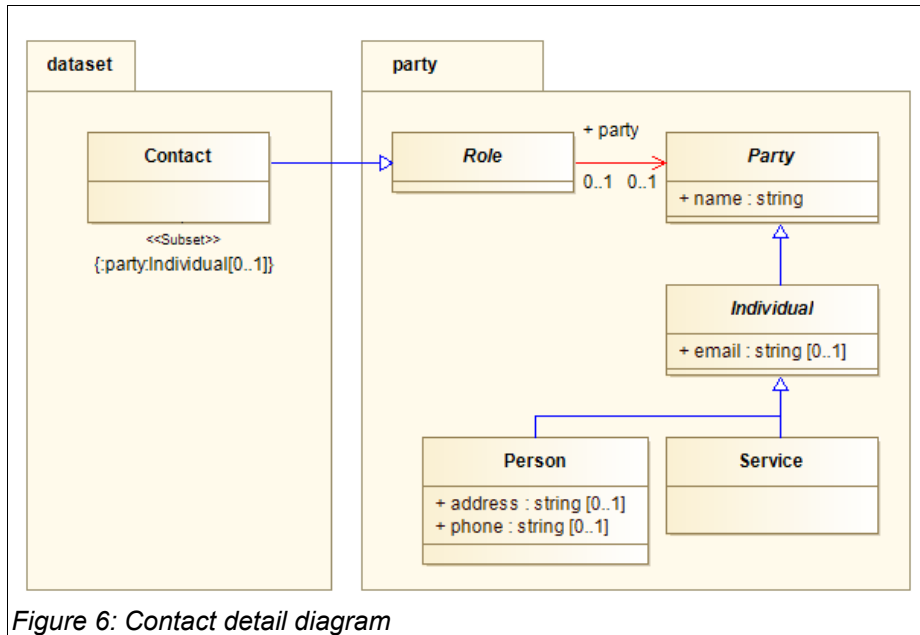 dataset
party
Contact
<<Subset>>
{:party:Individual[0..1]}
Role
+ party
0..1 0..1
Party
+ name : string
Individual
+ email : string [0..1]
Person
+ address : string [0..1]
+ phone : string [0..1]
Service
Figure 6: Contact detail diagram